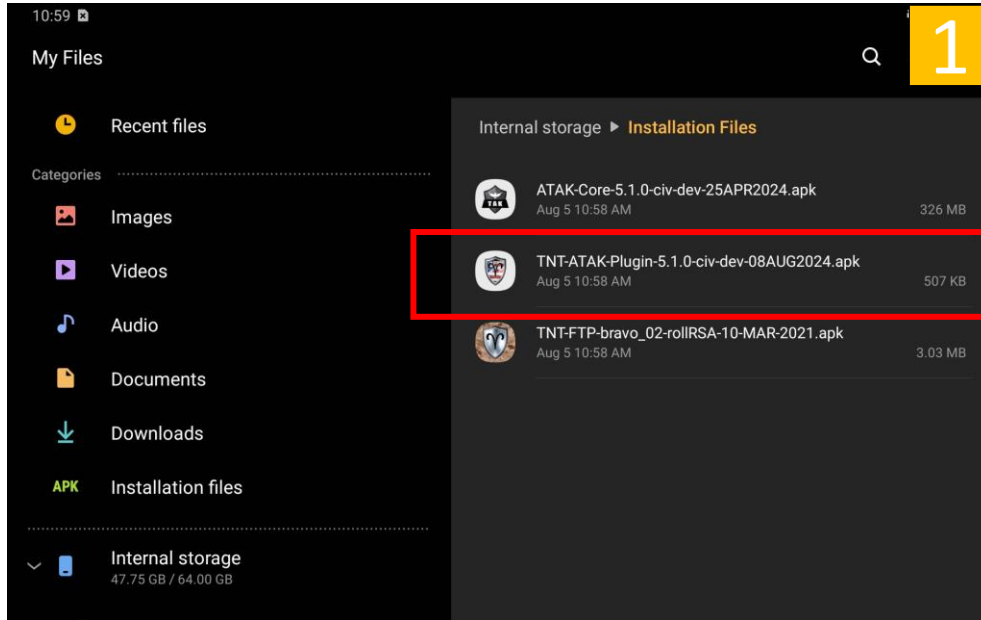 10:59
1
My Files
Recent files
Categories
Images
Videos
Audio
Documents
Downloads
APK Installation files
Internal storage
47.75 GB / 64.00 GB
Internal storage ▶ Installation Files
ATAK-Core-5.1.0-civ-dev-25APR2024.apk
Aug 5 10:58 AM 326 MB
TNT-ATAK-Plugin-5.1.0-civ-dev-08AUG2024.apk
Aug 5 10:58 AM 507 KB
TNT-FTP-bravo_02-rollRSA-10-MAR-2021.apk
Aug 5 10:58 AM 3.03 MB